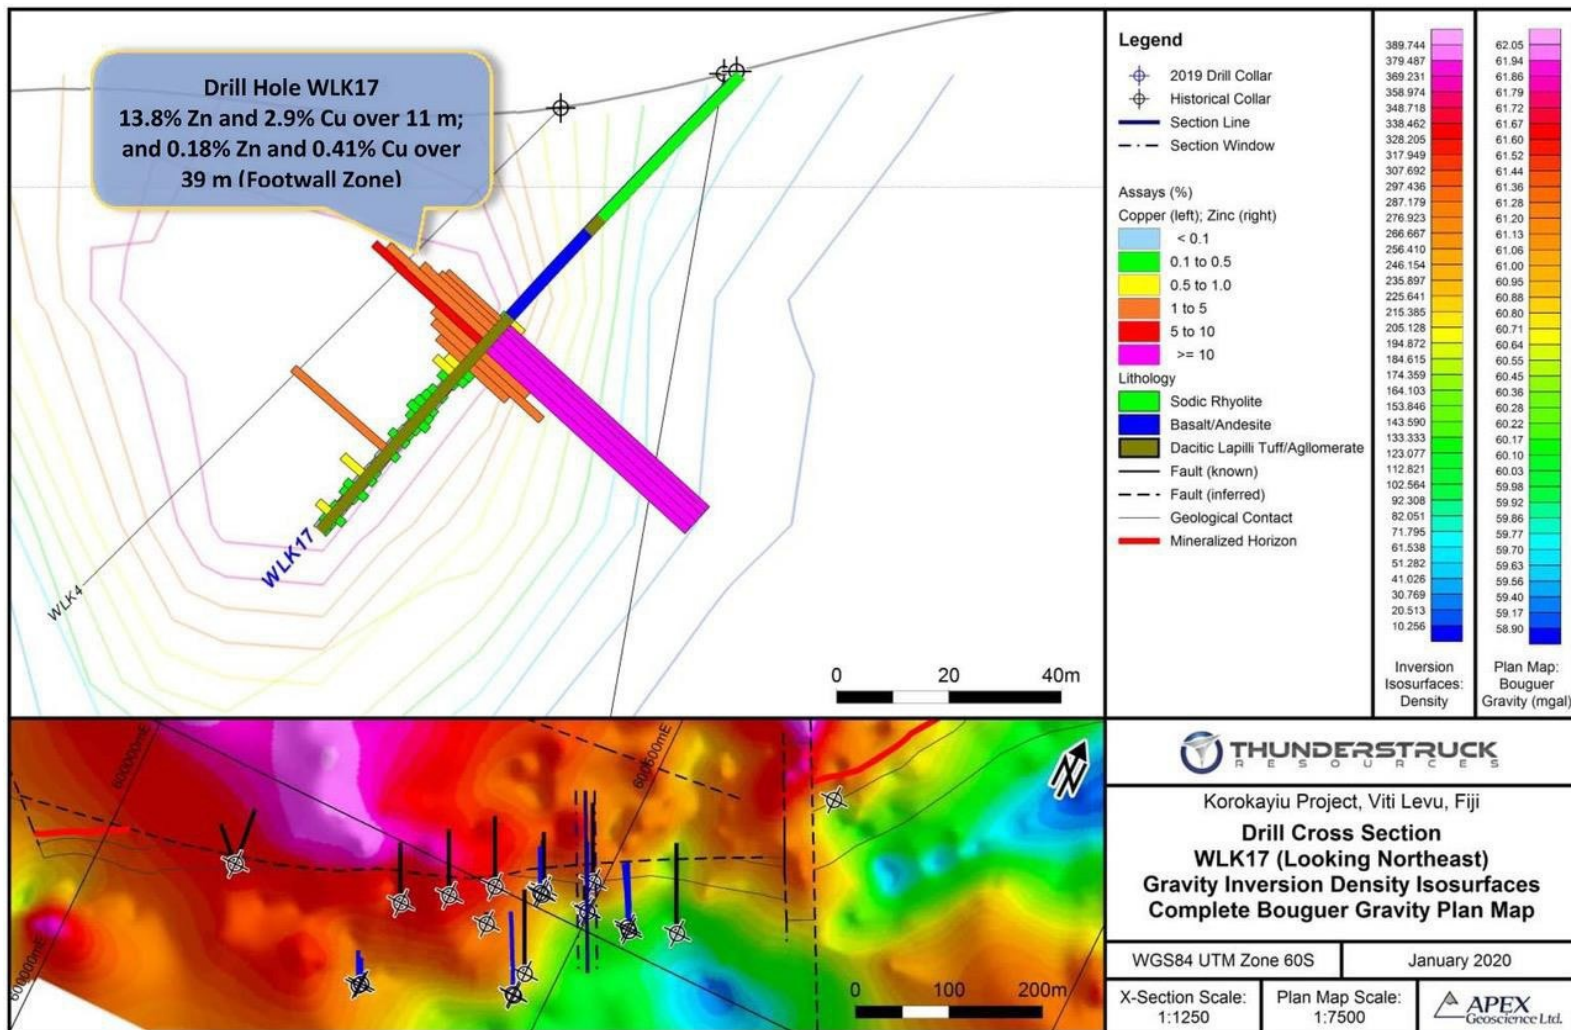 Drill Hole WLK17
13.8% Zn and 2.9% Cu over 11 m;
and 0.18% Zn and 0.41% Cu over
39 m (Footwall Zone)
WLK17
WLK4
0 20 40m
Legend
2019 Drill Collar
Historical Collar
Section Line
Section Window
Assays (%)
Copper (left); Zinc (right)
< 0.1
0.1 to 0.5
0.5 to 1.0
1 to 5
5 to 10
>= 10
Lithology
Sodic Rhyolite
Basalt/Andesite
Dacitic Lapilli Tuff/Agllomerate
Fault (known)
Fault (inferred)
Geological Contact
Mineralized Horizon
389.744
379.487
369.231
358.974
348.718
338.462
328.205
317.949
307.692
297.436
287.179
276.923
266.667
256.410
246.154
235.897
225.641
215.385
205.128
194.872
184.615
174.359
164.103
153.846
143.590
133.333
123.077
112.821
102.564
92.308
82.051
71.795
61.538
51.282
41.026
30.769
20.513
10.256
Inversion
Isosurfaces:
Density
62.05
61.94
61.86
61.79
61.72
61.67
61.60
61.52
61.44
61.36
61.28
61.20
61.13
61.06
61.00
60.95
60.88
60.80
60.71
60.64
60.55
60.45
60.36
60.28
60.22
60.17
60.10
60.03
59.98
59.92
59.86
59.77
59.70
59.63
59.56
59.40
59.17
58.90
Plan Map:
Bouguer
Gravity (mgal)
600000mE
600500mE
600000mE
N
0 100 200m
THUNDERSTRUCK
RESOURCES
Korokayiu Project, Viti Levu, Fiji
Drill Cross Section
WLK17 (Looking Northeast)
Gravity Inversion Density Isosurfaces
Complete Bouguer Gravity Plan Map
WGS84 UTM Zone 60S
January 2020
X-Section Scale:
1:1250
Plan Map Scale:
1:7500
APEX
Geoscience Ltd.